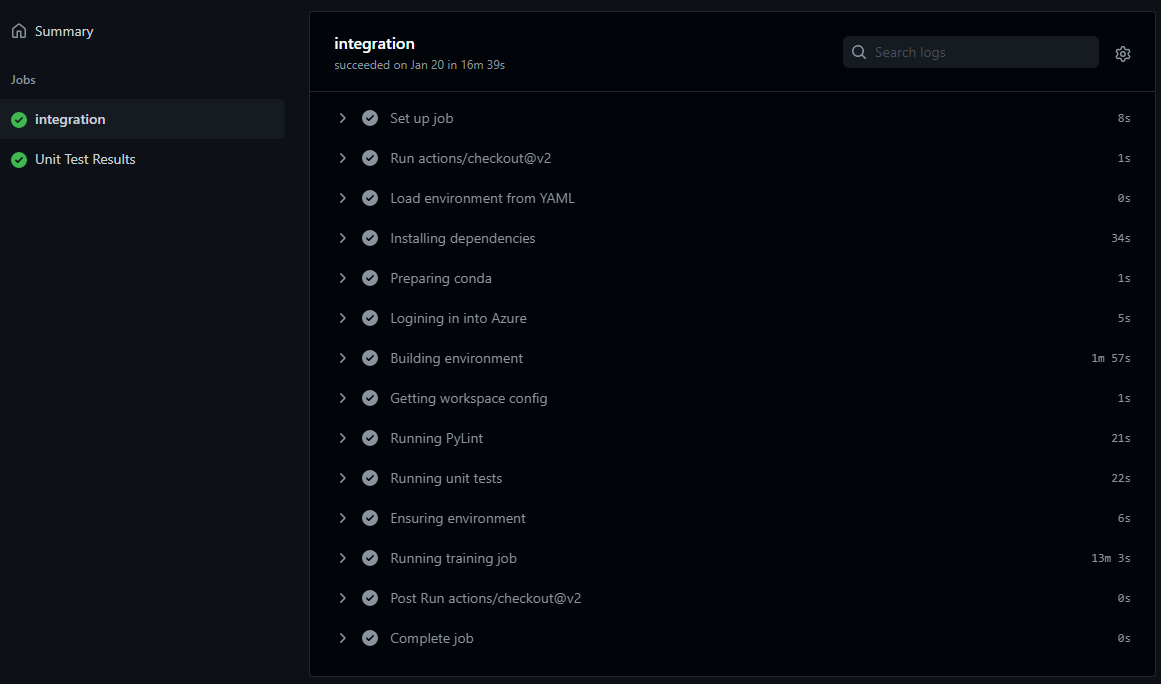 Summary
Jobs
integration
Unit Test Results
integration
succeeded on Jan 20 in 16m 39s
Search logs
Set up job 8s
Run actions/checkout@v2 1s
Load environment from YAML 0s
Installing dependencies 34s
Preparing conda 1s
Logining in into Azure 5s
Building environment 1m 57s
Getting workspace config 1s
Running PyLint 21s
Running unit tests 22s
Ensuring environment 6s
Running training job 13m 3s
Post Run actions/checkout@v2 0s
Complete job 0s